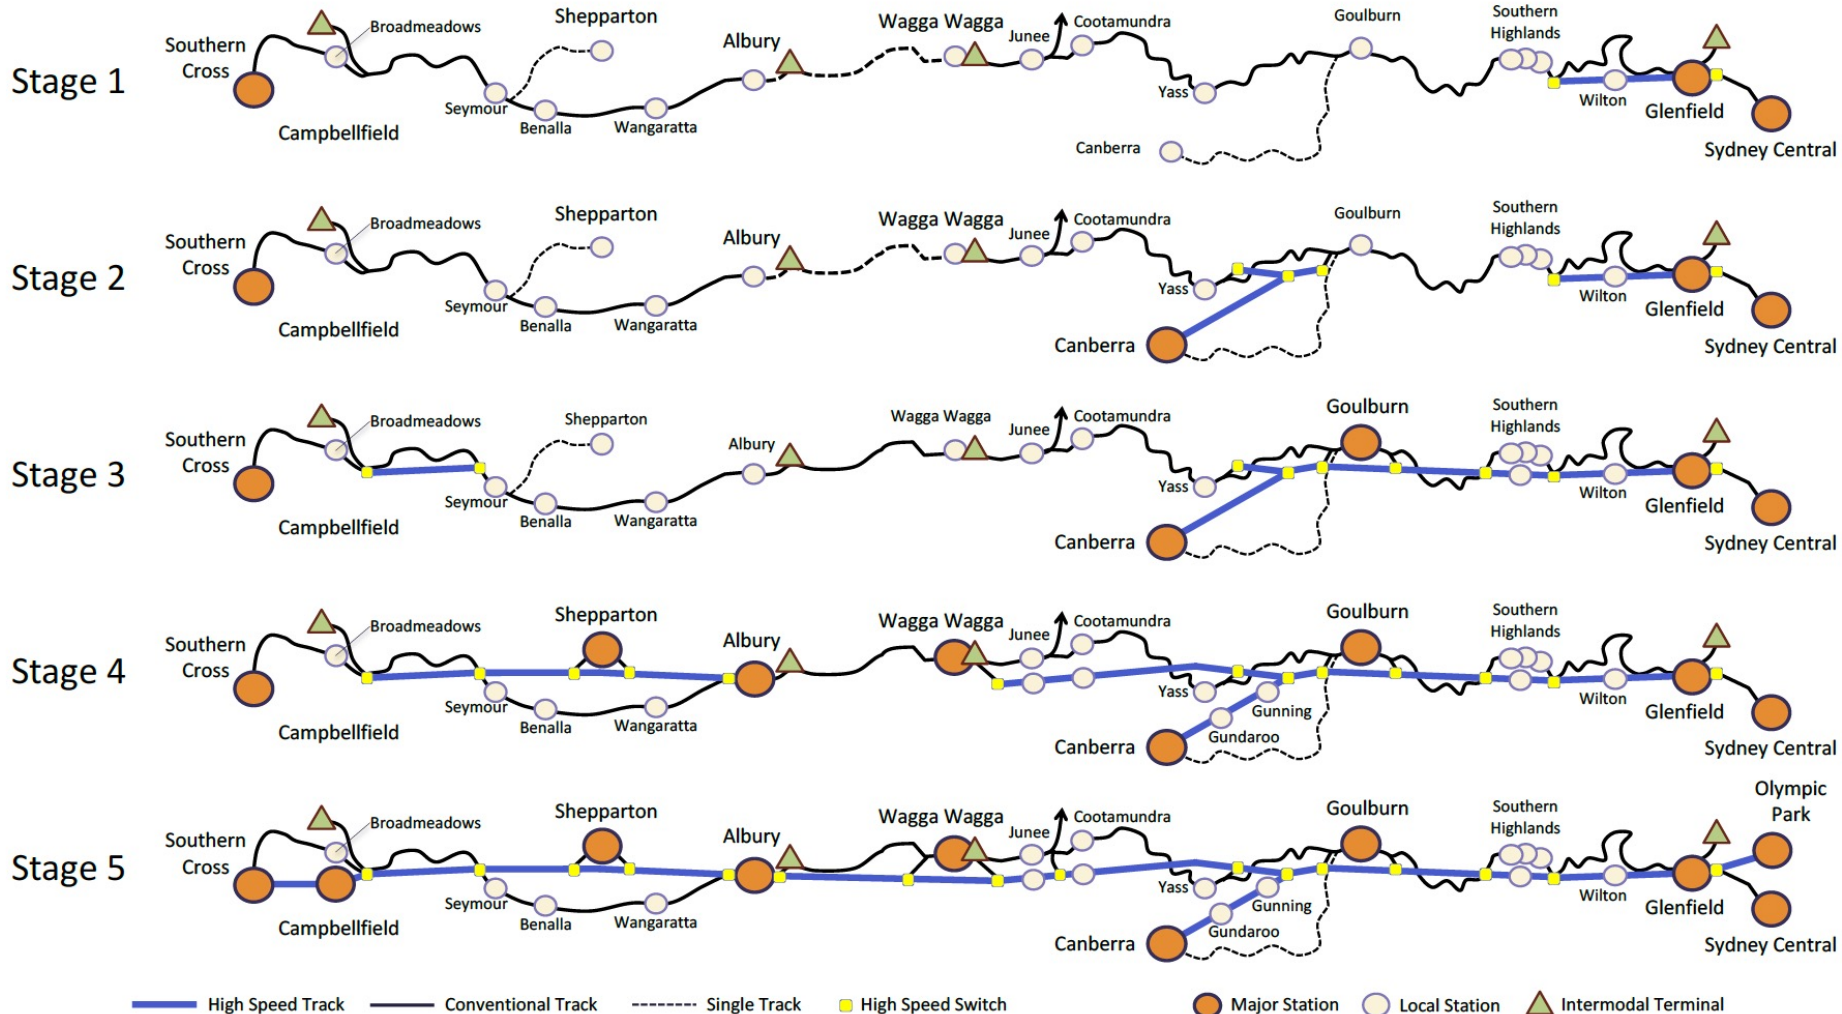 Stage 1
Southern
Cross
Broadmeadows
Campbellfield
Shepparton
Seymour
Benalla
Wangaratta
Albury
Wagga Wagga
Junee
Cootamundra
Yass
Canberra
Goulburn
Southern
Highlands
Wilton
Glenfield
Sydney Central
Stage 2
Southern
Cross
Broadmeadows
Campbellfield
Shepparton
Seymour
Benalla
Wangaratta
Albury
Wagga Wagga
Junee
Cootamundra
Yass
Canberra
Goulburn
Southern
Highlands
Wilton
Glenfield
Sydney Central
Stage 3
Southern
Cross
Broadmeadows
Campbellfield
Shepparton
Seymour
Benalla
Wangaratta
Albury
Wagga Wagga
Junee
Cootamundra
Yass
Canberra
Goulburn
Southern
Highlands
Wilton
Glenfield
Sydney Central
Stage 4
Southern
Cross
Broadmeadows
Campbellfield
Shepparton
Seymour
Benalla
Wangaratta
Albury
Wagga Wagga
Junee
Cootamundra
Yass
Gunning
Gundaroo
Canberra
Goulburn
Southern
Highlands
Wilton
Glenfield
Sydney Central
Stage 5
Southern
Cross
Broadmeadows
Campbellfield
Shepparton
Seymour
Benalla
Wangaratta
Albury
Wagga Wagga
Junee
Cootamundra
Yass
Gunning
Gundaroo
Canberra
Goulburn
Southern
Highlands
Wilton
Glenfield
Olympic
Park
Sydney Central
High Speed Track
Conventional Track
Single Track
High Speed Switch
Major Station
Local Station
Intermodal Terminal